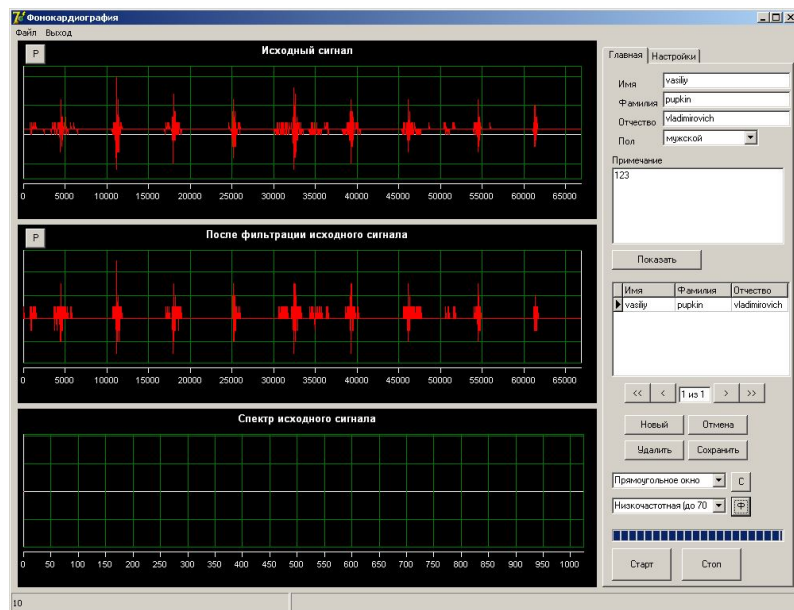 Фонокардиография
Файл Выход
P
Исходный сигнал
0 5000 10000 15000 20000 25000 30000 35000 40000 45000 50000 55000 60000 65000
P
После фильтрации исходного сигнала
0 5000 10000 15000 20000 25000 30000 35000 40000 45000 50000 55000 60000 65000
Спектр исходного сигнала
0 50 100 150 200 250 300 350 400 450 500 550 600 650 700 750 800 850 900 950 1000
Главная Настройки
Имя vasiliy
Фамилия pupkin
Отчество vladimirovich
Пол мужской
Примечание
123
Показать
Имя Фамилия Отчество
vasiliy pupkin vladimirovich
<< < 1 из 1 > >>
Новый Отмена
Удалить Сохранить
Прямоугольное окно С
Низкочастотная (до 70 Ф
Старт Стоп
10